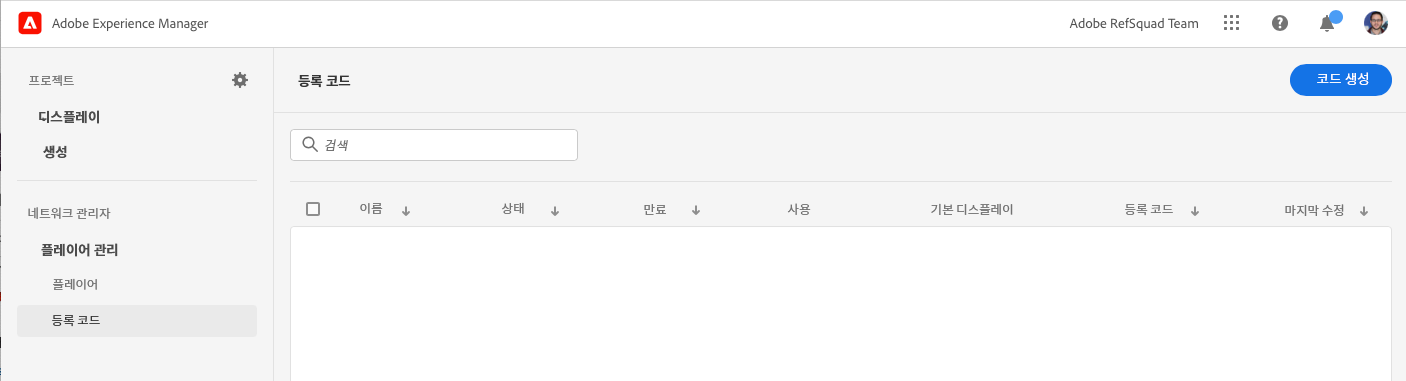 Adobe Experience Manager
Adobe RefSquad Team
프로젝트
디스플레이
생성
네트워크 관리자
플레이어 관리
플레이어
등록 코드
등록 코드
코드 생성
검색
이름 상태 만료 사용 기본 디스플레이 등록 코드 마지막 수정